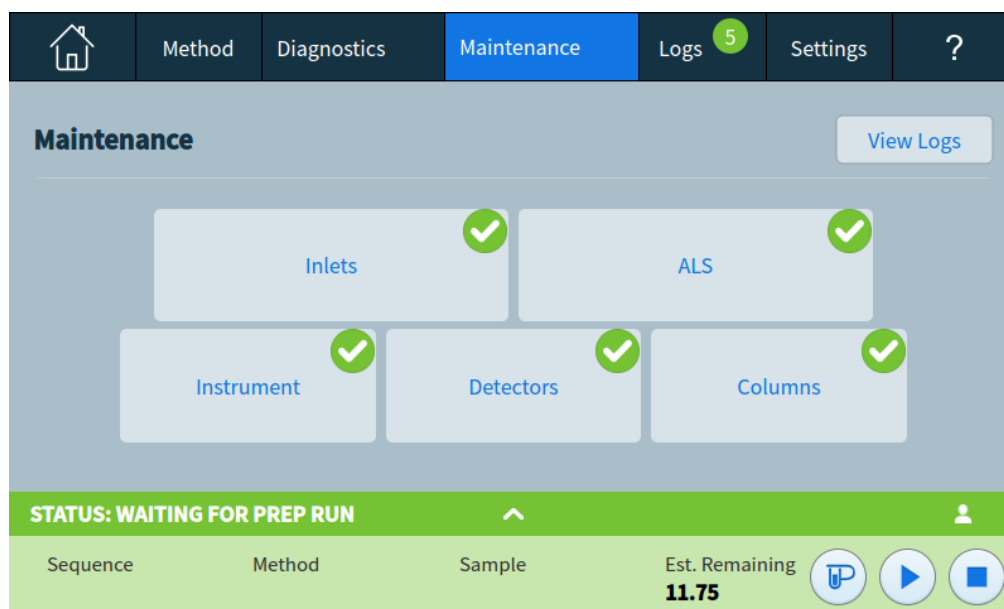 Method Diagnostics Maintenance Logs 5 Settings ?
Maintenance View Logs
Inlets ALS
Instrument Detectors Columns
STATUS: WAITING FOR PREP RUN
Sequence Method Sample Est. Remaining
11.75